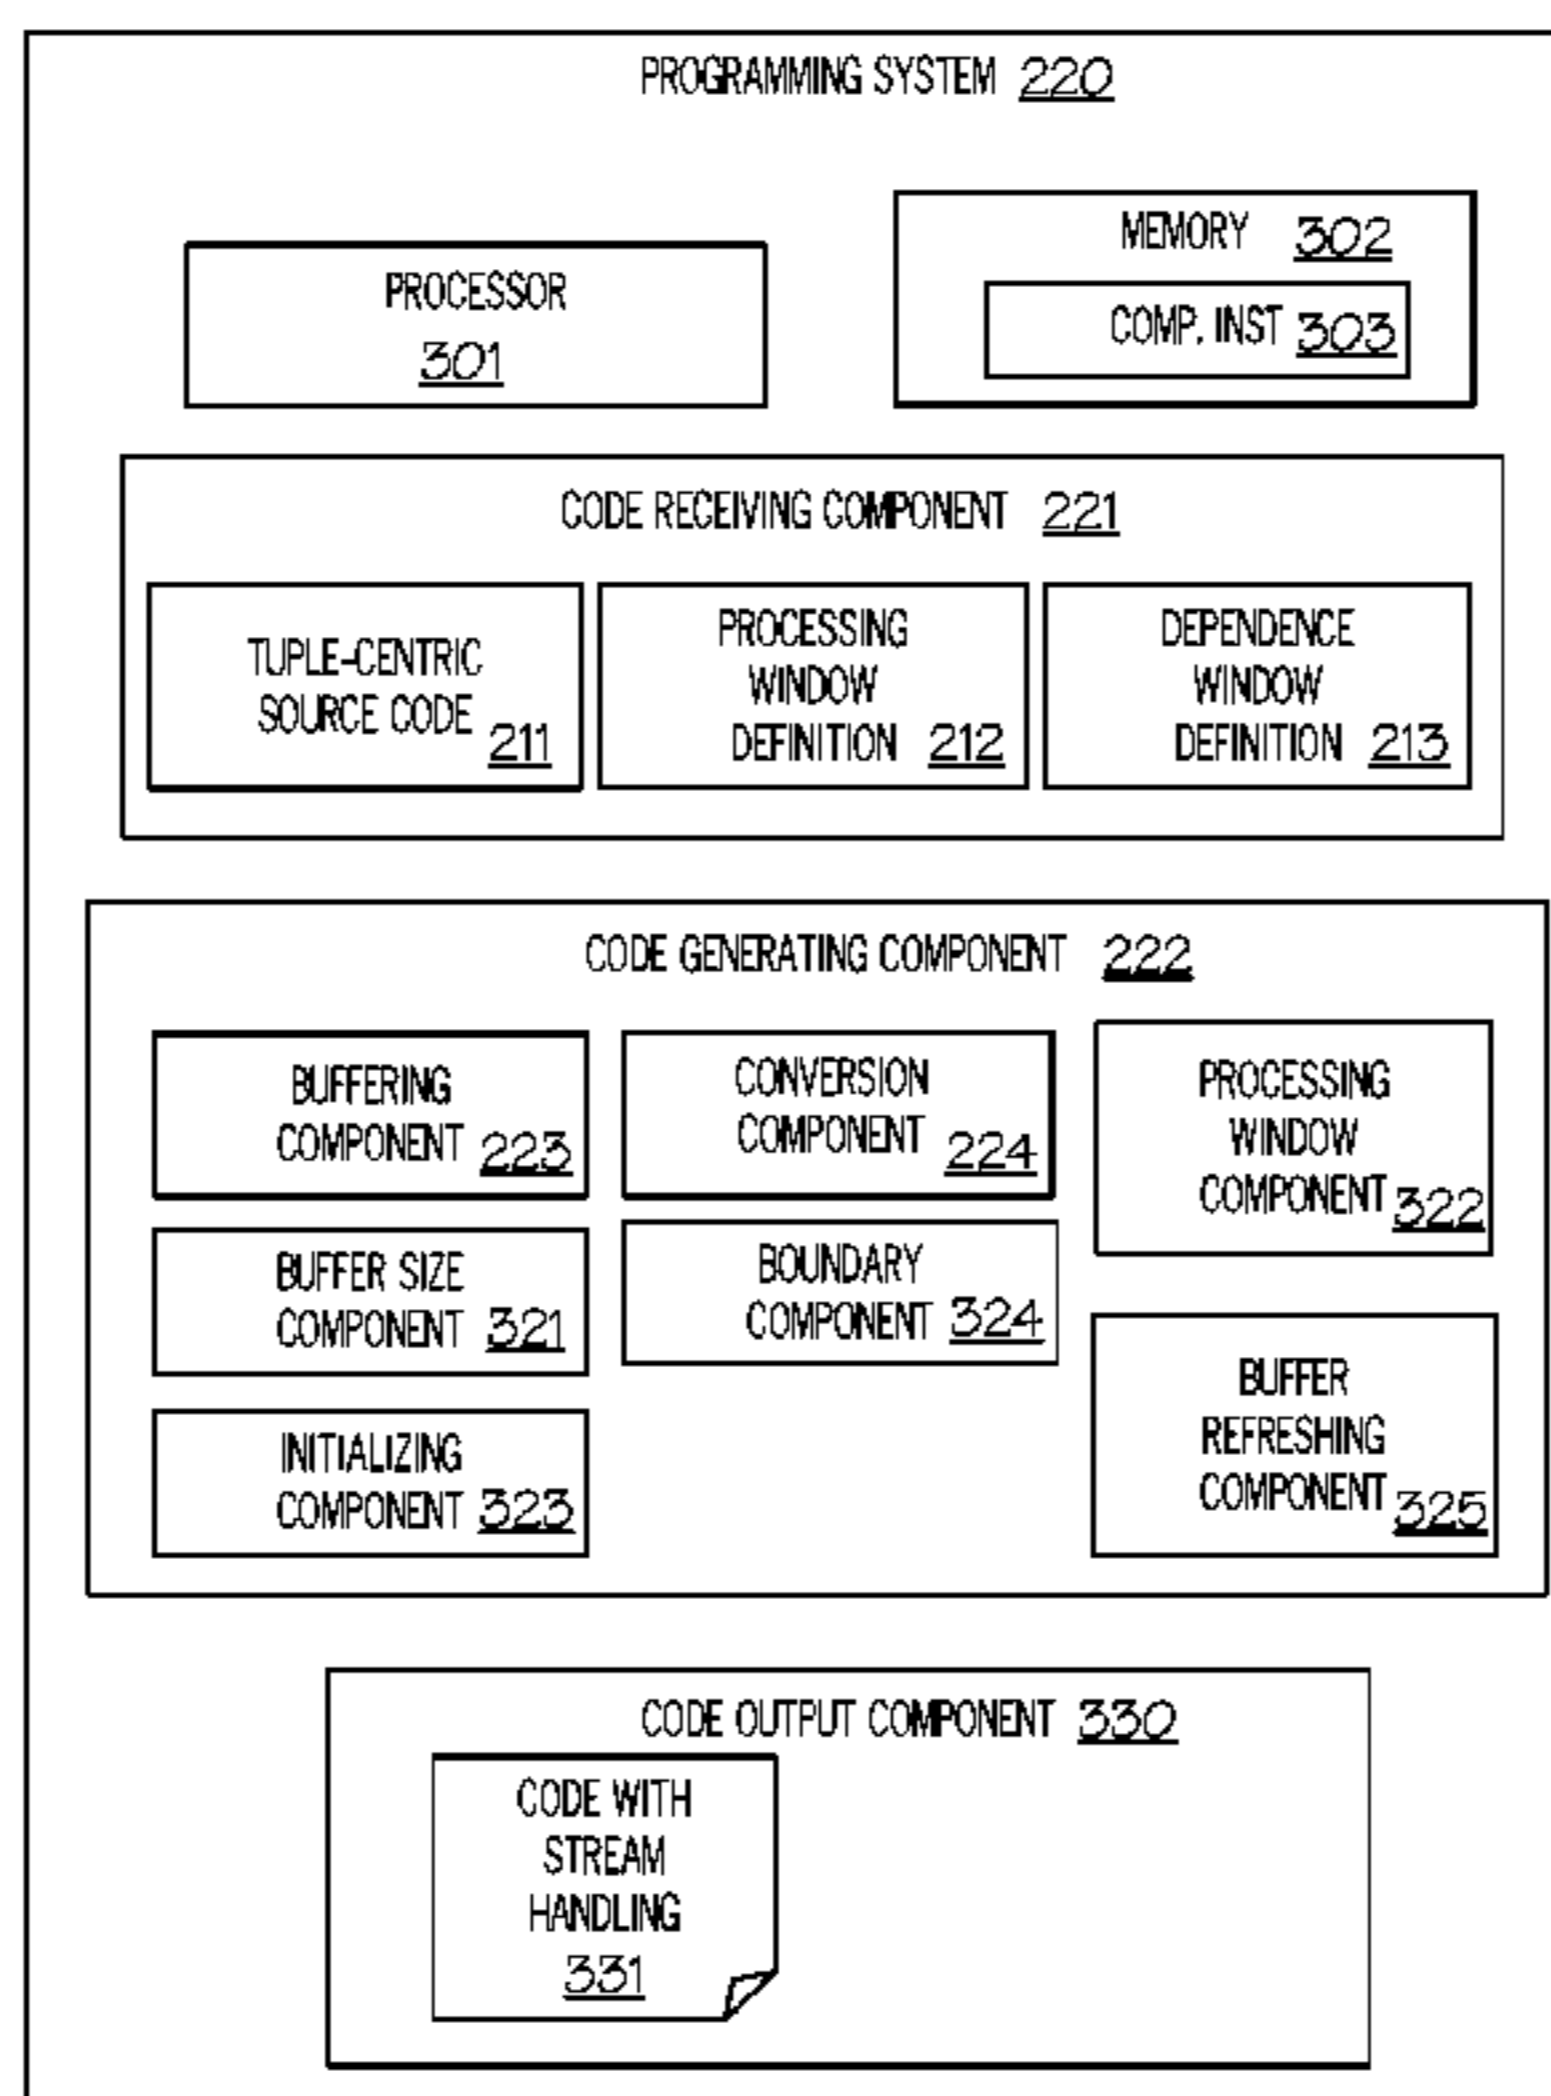 PROGRAMMING SYSTEM 220
PROCESSOR
301
MEMORY 302
COMP. INST 303
CODE RECEIVING COMPONENT 221
TUPLE-CENTRIC
SOURCE CODE 211
PROCESSING
WINDOW
DEFINITION 212
DEPENDENCE
WINDOW
DEFINITION 213
CODE GENERATING COMPONENT 222
BUFFERING
COMPONENT 223
CONVERSION
COMPONENT 224
PROCESSING
WINDOW
COMPONENT 322
BUFFER SIZE
COMPONENT 321
BOUNDARY
COMPONENT 324
INITIALIZING
COMPONENT 323
BUFFER
REFRESHING
COMPONENT 325
CODE OUTPUT COMPONENT 330
CODE WITH
STREAM
HANDLING
331